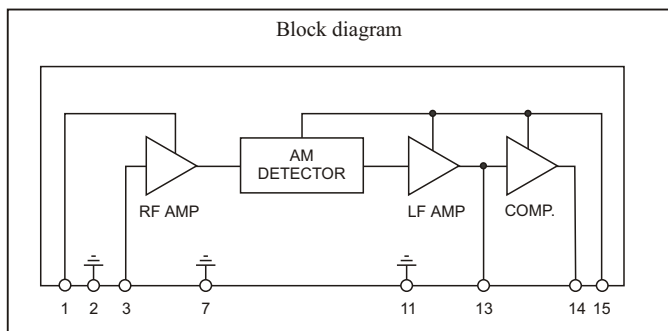 Block diagram
AM
DETECTOR
RF AMP
LF AMP
COMP.
1 2 3 7 11 13 14 15